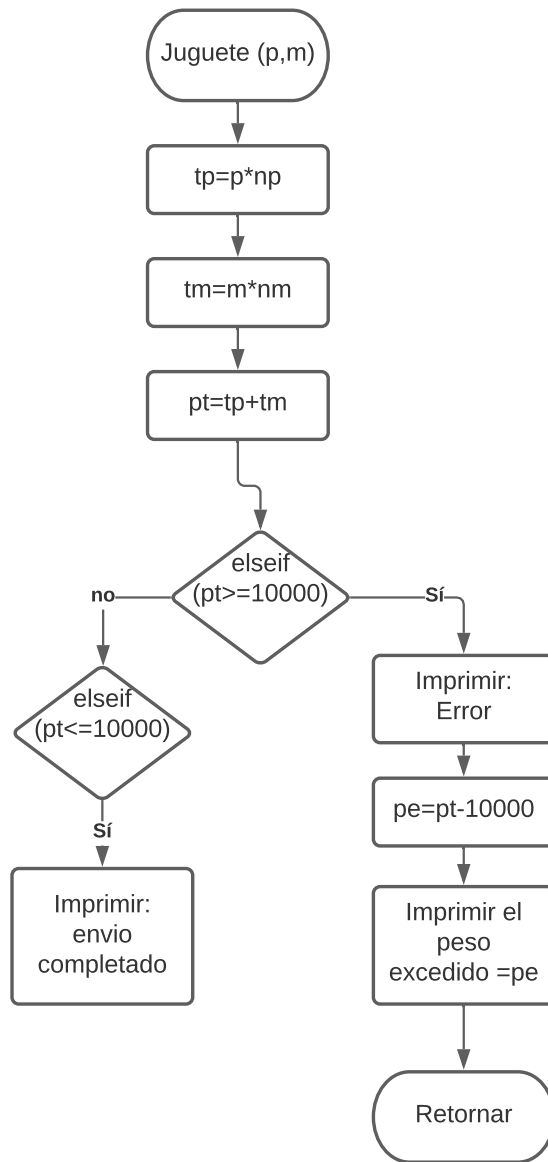 Juguete (p,m)
tp=p*np
tm=m*nm
pt=tp+tm
elseif
(pt>=10000)
no
Sí
elseif
(pt<=10000)
Sí
Imprimir:
envio
completado
Imprimir:
Error
pe=pt-10000
Imprimir el
peso
excedido =pe
Retornar